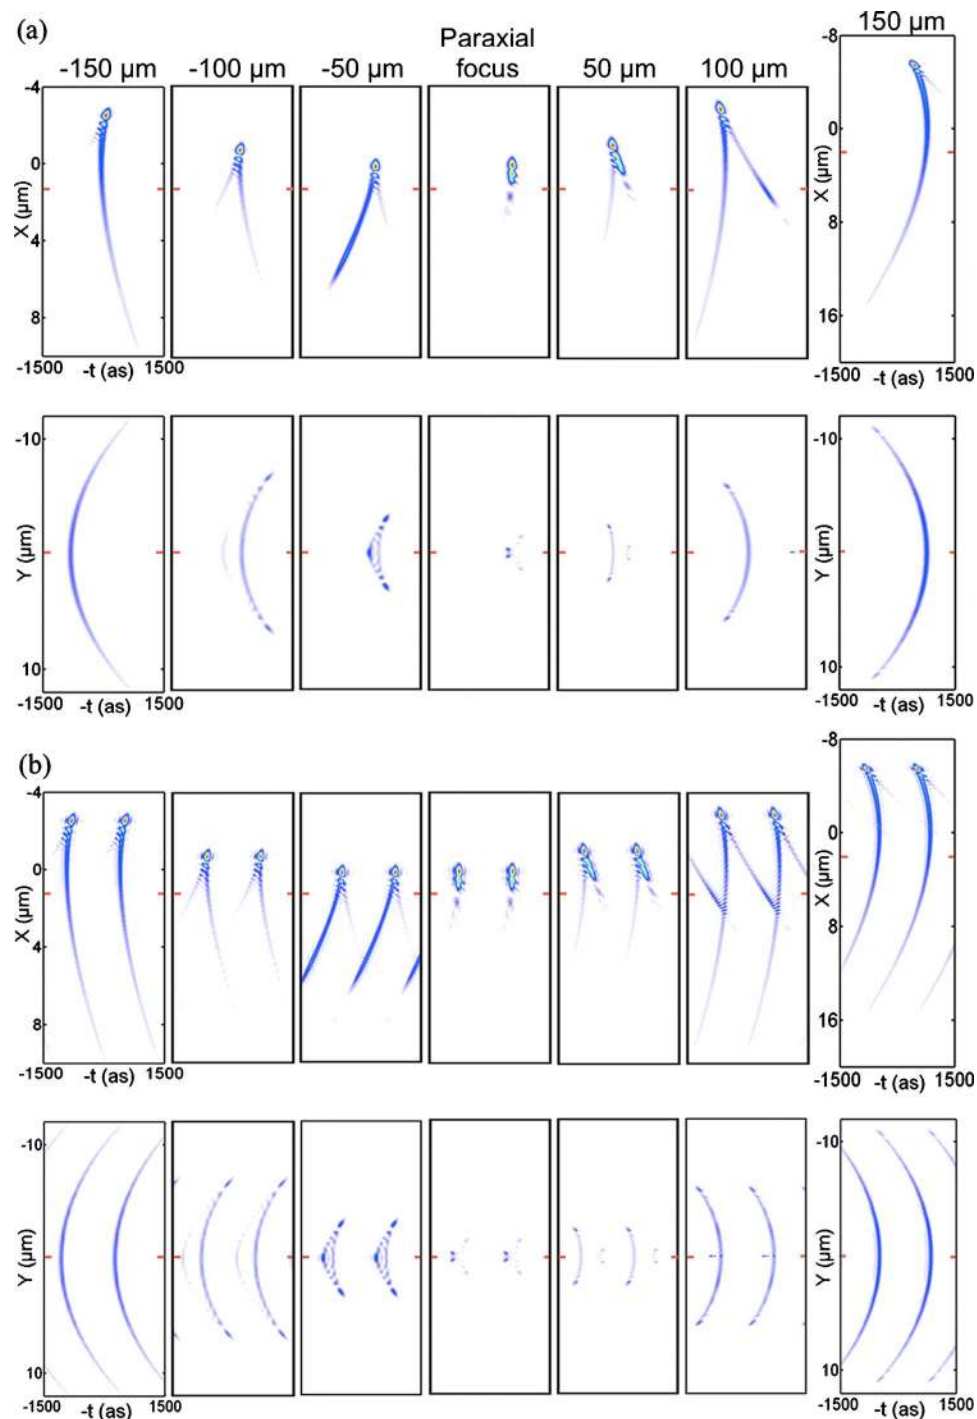 (a)
Paraxial
-150 µm -100 µm -50 µm focus 50 µm 100 µm 150 µm
-4 0 4 8
X (µm)
-1500 -t (as) 1500
-8 0 8 16
X (µm)
-1500 -t (as) 1500
-10 10
Y (µm)
-1500 -t (as) 1500
-10 10
Y (µm)
-1500 -t (as) 1500
(b)
-4 0 4 8
X (µm)
-1500 -t (as) 1500
-8 0 8 16
X (µm)
-1500 -t (as) 1500
-10 10
Y (µm)
-1500 -t (as) 1500
-10 10
Y (µm)
-1500 -t (as) 1500